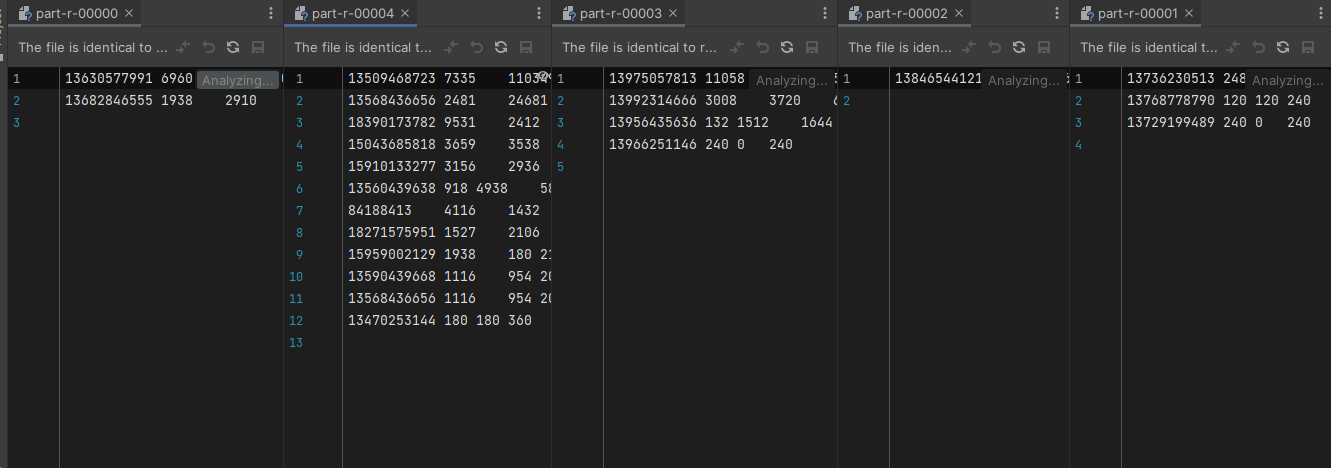 part-r-00000
The file is identical to ...
1 13630577991 6960 Analyzing...
2 13682846555 1938 2910
3
part-r-00004
The file is identical t...
1 13509468723 7335
2 13568436656 2481 24681
3 18390173782 9531 2412
4 15043685818 3659 3538
5 15910133277 3156 2936
6 13560439638 918 4938 58
7 84188413 4116 1432
8 18271575951 1527 2106
9 15959002129 1938 180 21
10 13590439668 1116 954 20
11 13568436656 1116 954 20
12 13470253144 180 180 360
13
part-r-00003
The file is identical to r...
1 13975057813 11058 Analyzing...
2 13992314666 3008 3720
3 13956435636 132 1512 1644
4 13966251146 240 0 240
5
part-r-00002
The file is iden...
1 13846544121 Analyzing...
2
part-r-00001
The file is identical t...
1 13736230513 248 Analyzing...
2 13768778790 120 120 240
3 13729199489 240 0 240
4